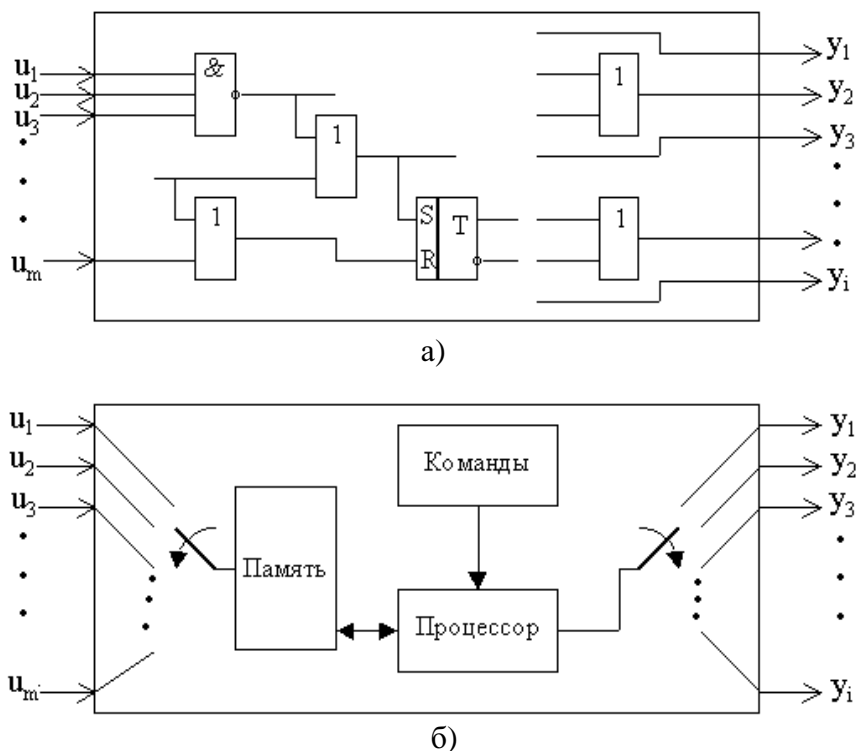 u₁
u₂
u₃
uₘ
&
1
1
S
R
T
1
1
y₁
y₂
y₃
yᵢ
а)
u₁
u₂
u₃
uₘ
Память
Команды
Процессор
y₁
y₂
y₃
yᵢ
б)